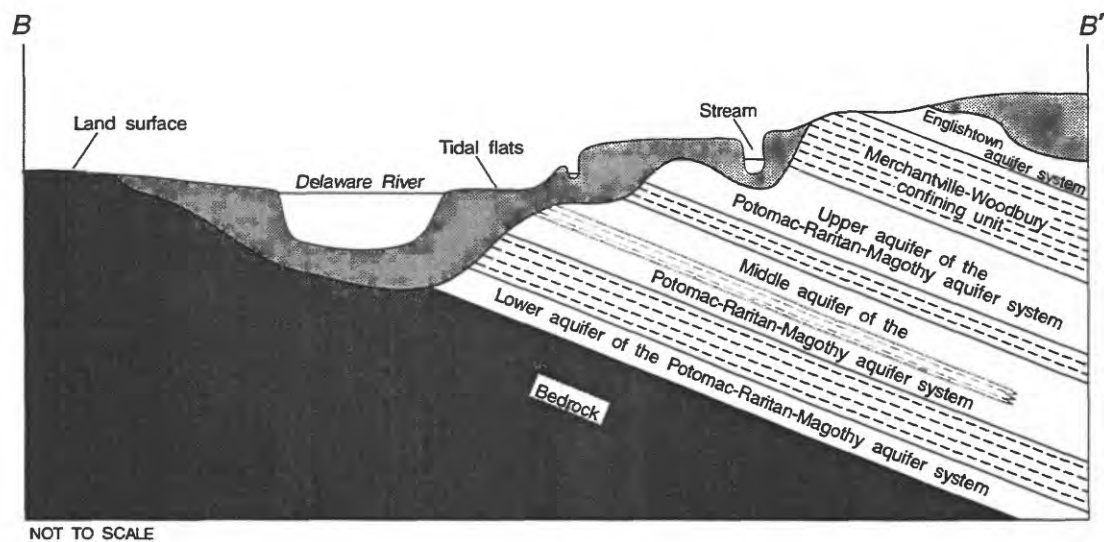 B
B'
Land surface
Delaware River
Tidal flats
Stream
Englishtown
aquifer system
Merchantville-Woodbury
confining unit
Upper aquifer of the
Potomac-Raritan-Magothy aquifer system
Middle aquifer of the
Potomac-Raritan-Magothy aquifer system
Lower aquifer of the Potomac-Raritan-Magothy aquifer system
Bedrock
NOT TO SCALE